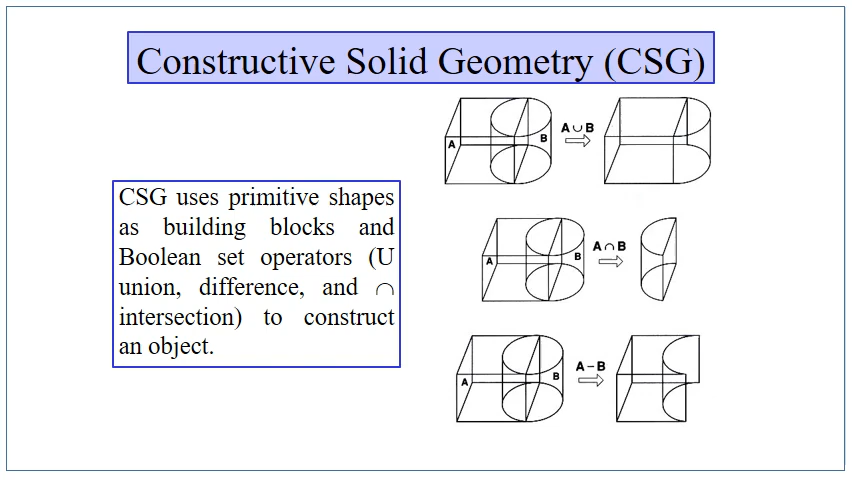 Constructive Solid Geometry (CSG)
CSG uses primitive shapes
as building blocks and
Boolean set operators (U
union, difference, and ∩
intersection) to construct
an object.
A
B
A ∪ B
A
B
A ∩ B
A
B
A − B